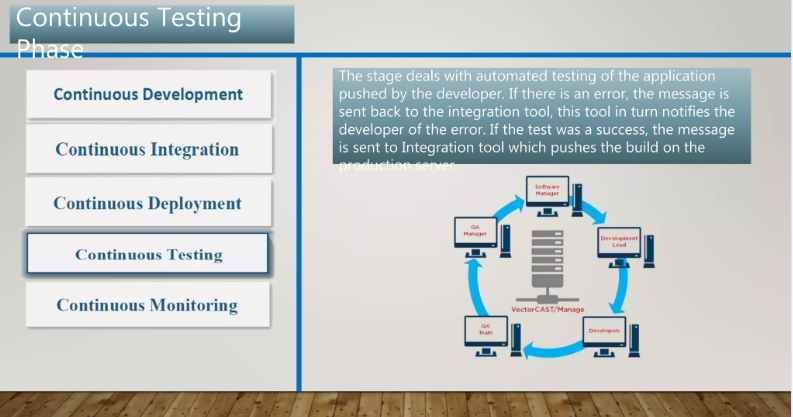 Continuous Testing
Phase
Continuous Development
Continuous Integration
Continuous Deployment
Continuous Testing
Continuous Monitoring
The stage deals with automated testing of the application
pushed by the developer. If there is an error, the message is
sent back to the integration tool, this tool in turn notifies the
developer of the error. If the test was a success, the message
is sent to Integration tool which pushes the build on the
production server
Software
Manager
QA
Manager
Development
Lead
VectorCAST/Manage
QA
Team
Developers